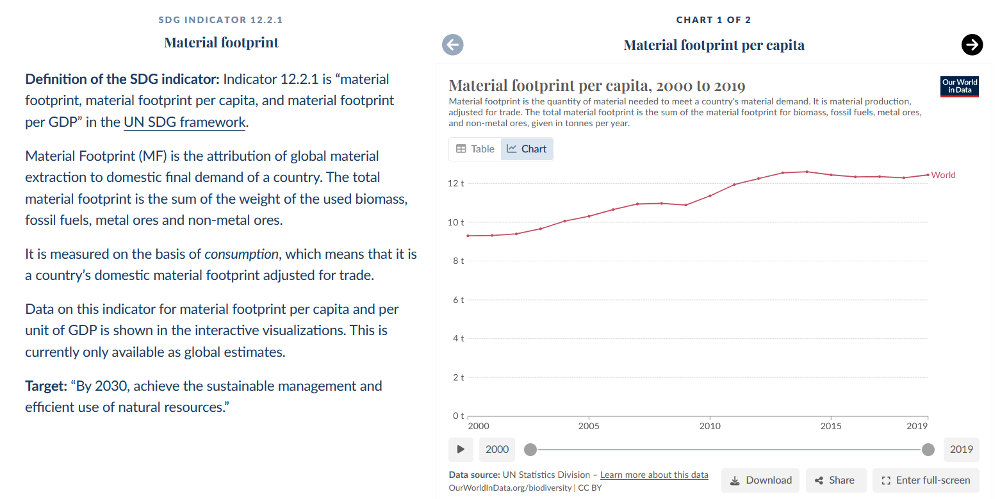 SDG INDICATOR 12.2.1
Material footprint
Definition of the SDG indicator: Indicator 12.2.1 is “material
footprint, material footprint per capita, and material footprint
per GDP” in the UN SDG framework.
Material Footprint (MF) is the attribution of global material
extraction to domestic final demand of a country. The total
material footprint is the sum of the weight of the used biomass,
fossil fuels, metal ores and non-metal ores.
It is measured on the basis of consumption, which means that it is
a country’s domestic material footprint adjusted for trade.
Data on this indicator for material footprint per capita and per
unit of GDP is shown in the interactive visualizations. This is
currently only available as global estimates.
Target: “By 2030, achieve the sustainable management and
efficient use of natural resources.”
CHART 1 OF 2
Material footprint per capita
Material footprint per capita, 2000 to 2019
Our World
in Data
Material footprint is the quantity of material needed to meet a country's material demand. It is material production,
adjusted for trade. The total material footprint is the sum of the material footprint for biomass, fossil fuels, metal ores,
and non-metal ores, given in tonnes per year.
Table
Chart
World
12 t
10 t
8 t
6 t
4 t
2 t
0 t
2000 2005 2010 2015 2019
2000
2019
Data source: UN Statistics Division – Learn more about this data
OurWorldInData.org/biodiversity | CC BY
Download
Share
Enter full-screen